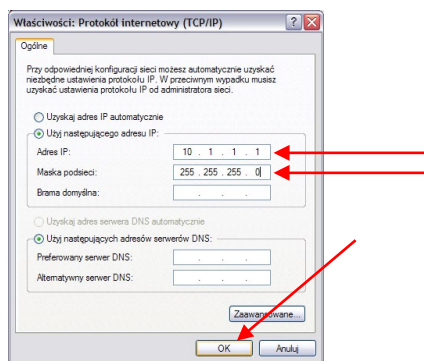 Właściwości: Protokół internetowy (TCP/IP)
Ogólne
Przy odpowiedniej konfiguracji sieci możesz automatycznie uzyskać
niezbędne ustawienia protokołu IP. W przeciwnym wypadku musisz
uzyskać ustawienia protokołu IP od administratora sieci.
Uzyskaj adres IP automatycznie
Użyj następującego adresu IP:
Adres IP: 10 . 1 . 1 . 1
Maska podsieci: 255 . 255 . 255 . 0
Brama domyślna: . . .
Uzyskaj adres serwera DNS automatycznie
Użyj następujących adresów serwerów DNS:
Preferowany serwer DNS: . . .
Alternatywny serwer DNS: . . .
Zaawansowane...
OK Anuluj